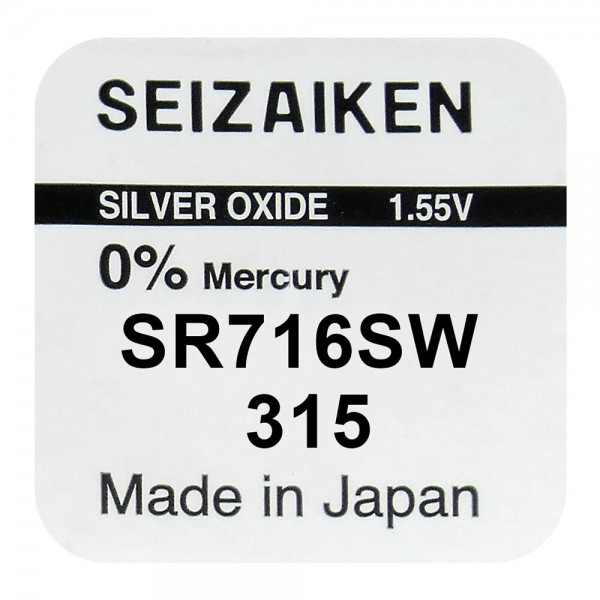 SEIZAIKEN
SILVER OXIDE 1.55V
0% Mercury
SR716SW
315
Made in Japan